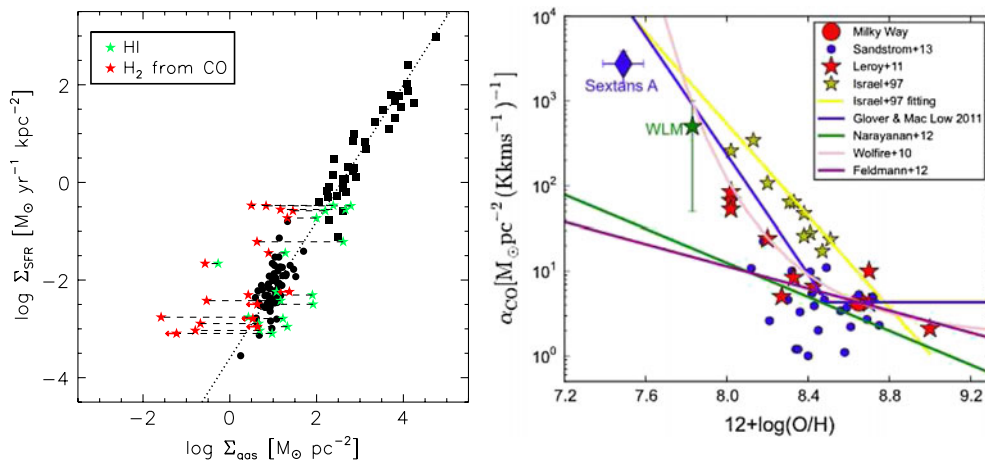 HI
H₂ from CO
log Σ_SFR [M⊙ yr⁻¹ kpc⁻²]
2
0
−2
−4
−2
0
2
4
log Σ_gas [M⊙ pc⁻²]
10⁴
10³
10²
10¹
10⁰
α_CO[M⊙pc⁻² (Kkms⁻¹)⁻¹]
Sextans A
WLM
Milky Way
Sandstrom+13
Leroy+11
Israel+97
Israel+97 fitting
Glover & Mac Low 2011
Narayanan+12
Wolfire+10
Feldmann+12
7.2
7.6
8.0
8.4
8.8
9.2
12+log(O/H)